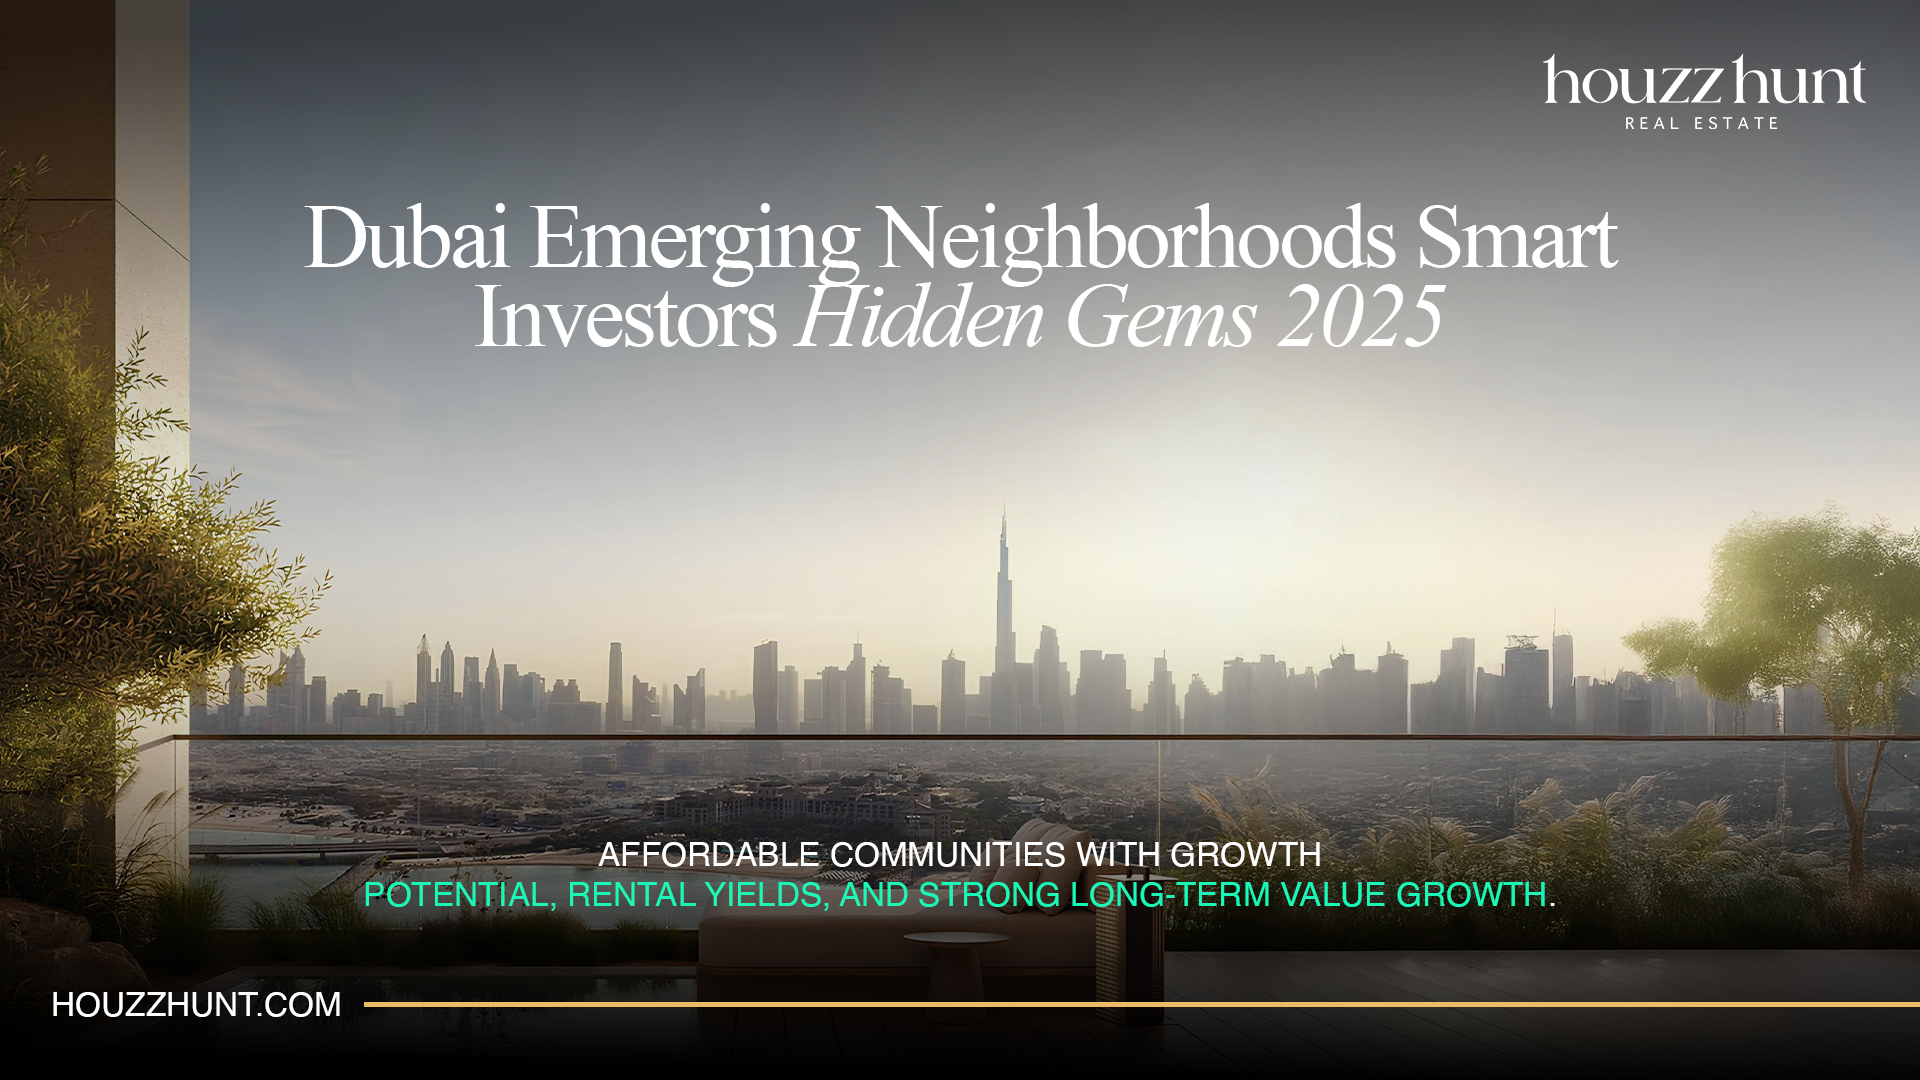 houzz hunt
REAL ESTATE
Dubai Emerging Neighborhoods Smart
Investors Hidden Gems 2025
AFFORDABLE COMMUNITIES WITH GROWTH
POTENTIAL, RENTAL YIELDS, AND STRONG LONG-TERM VALUE GROWTH.
HOUZZHUNT.COM